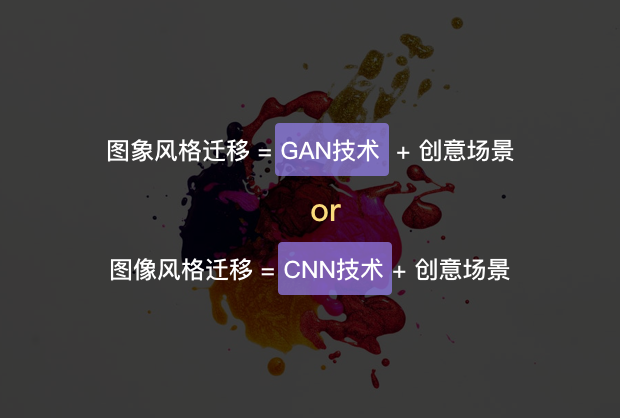 图象风格迁移 = GAN技术 + 创意场景
or
图像风格迁移 = CNN技术 + 创意场景